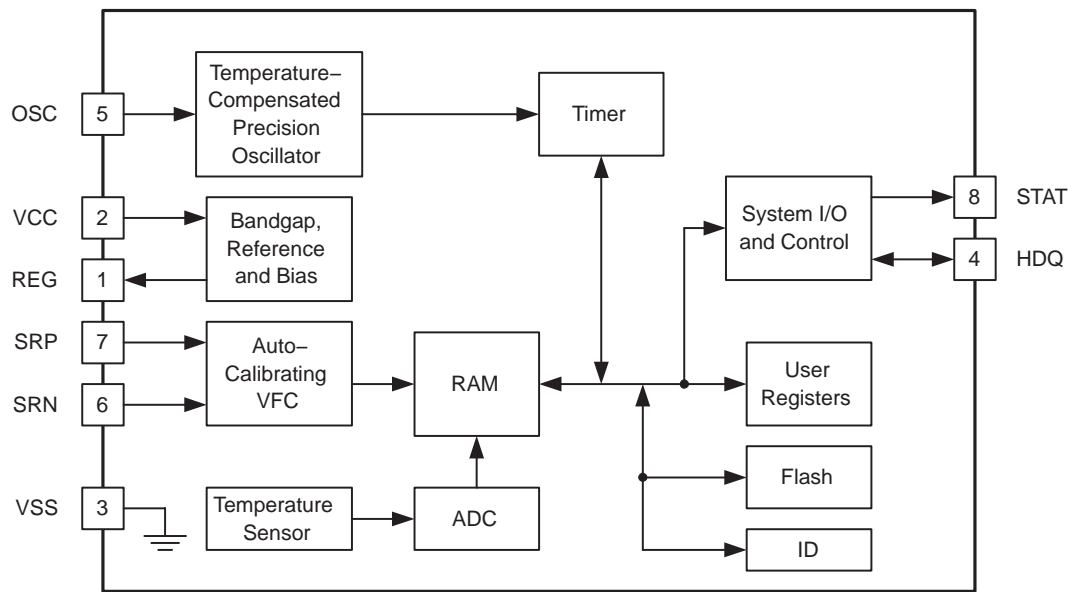 OSC
5
Temperature–
Compensated
Precision
Oscillator
Timer
VCC
2
Bandgap,
Reference
and Bias
REG
1
System I/O
and Control
8
STAT
4
HDQ
SRP
7
Auto–
Calibrating
VFC
SRN
6
RAM
User
Registers
Flash
VSS
3
Temperature
Sensor
ADC
ID